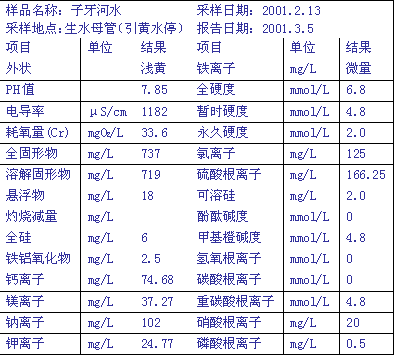 样品名称: 子牙河水 采样日期: 2001.2.13
采样地点:生水母管(引黄水停) 报告日期: 2001.3.5
项目 单位 结果 项目 单位 结果
外状 浅黄 铁离子 mg/L 微量
PH值 7.85 全硬度 mmol/L 6.8
电导率 μS/cm 1182 暂时硬度 mmol/L 4.8
耗氧量(Cr) mgO₂/L 33.6 永久硬度 mmol/L 2.0
全固形物 mg/L 737 氯离子 mg/L 125
溶解固形物 mg/L 719 硫酸根离子 mg/L 166.25
悬浮物 mg/L 18 可溶硅 mg/L 2.0
灼烧减量 mg/L 酚酞碱度 mmol/L 0
全硅 mg/L 6 甲基橙碱度 mmol/L 4.8
铁铝氧化物 mg/L 2.5 氢氧根离子 mmol/L 0
钙离子 mg/L 74.68 碳酸根离子 mmol/L 0
镁离子 mg/L 37.27 重碳酸根离子 mmol/L 4.8
钠离子 mg/L 102 硝酸根离子 mg/L 20
钾离子 mg/L 24.77 磷酸根离子 mg/L 0.5